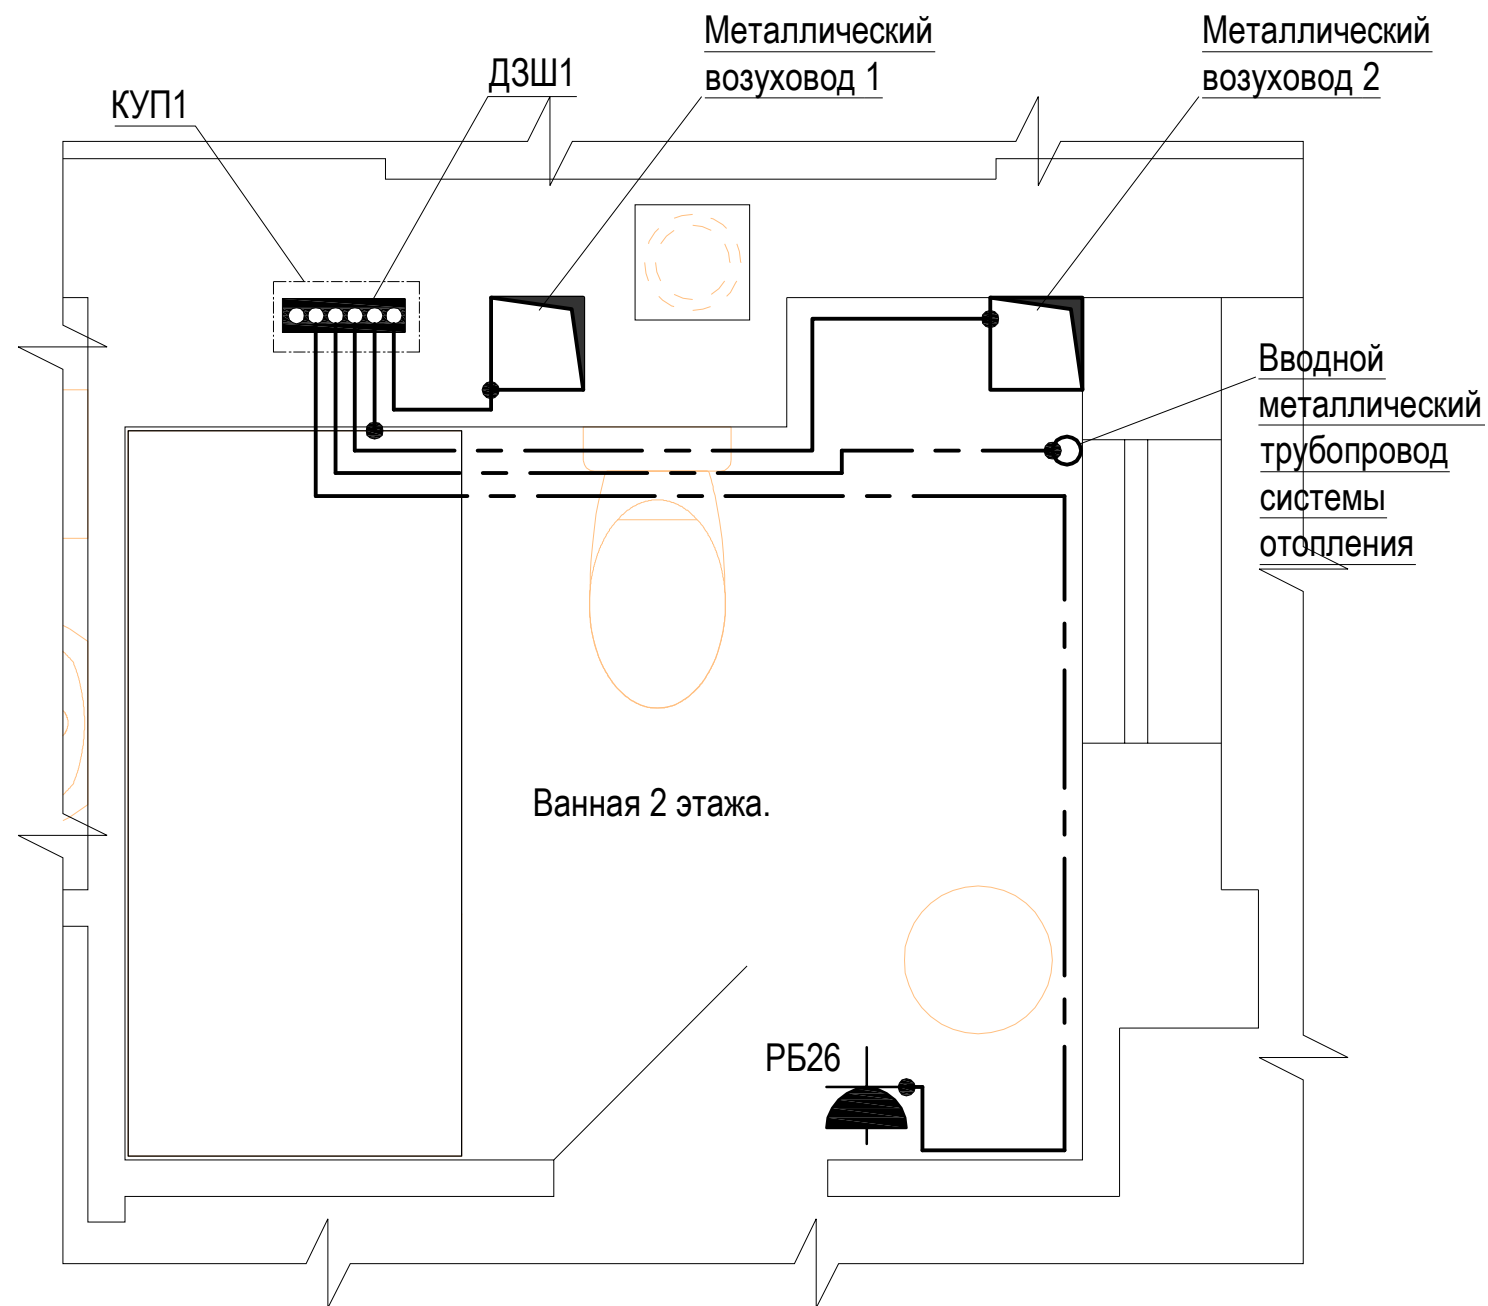 КУП1
ДЗШ1
Металлический
возуховод 1
Металлический
возуховод 2
Вводной
металлический
трубопровод
системы
отопления
Ванная 2 этажа.
РБ26